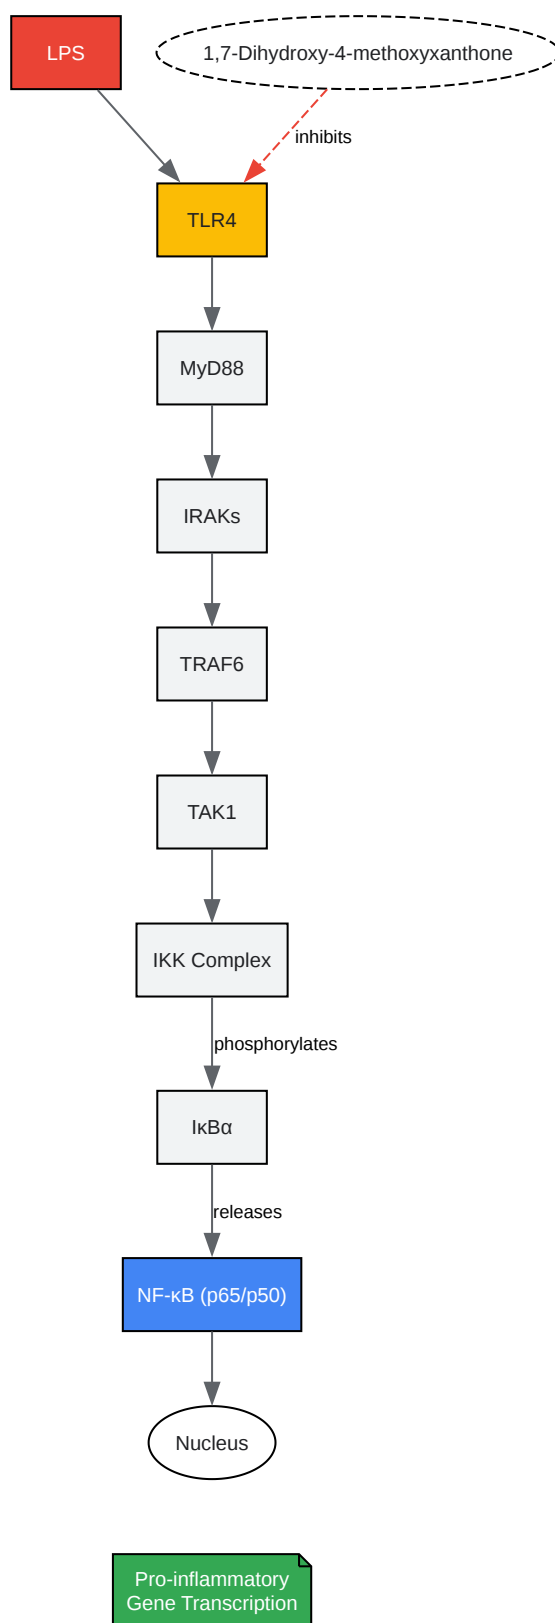 LPS
1,7-Dihydroxy-4-methoxyxanthone
inhibits
TLR4
MyD88
IRAKs
TRAF6
TAK1
IKK Complex
phosphorylates
IκBα
releases
NF-κB (p65/p50)
Nucleus
Pro-inflammatory
Gene Transcription